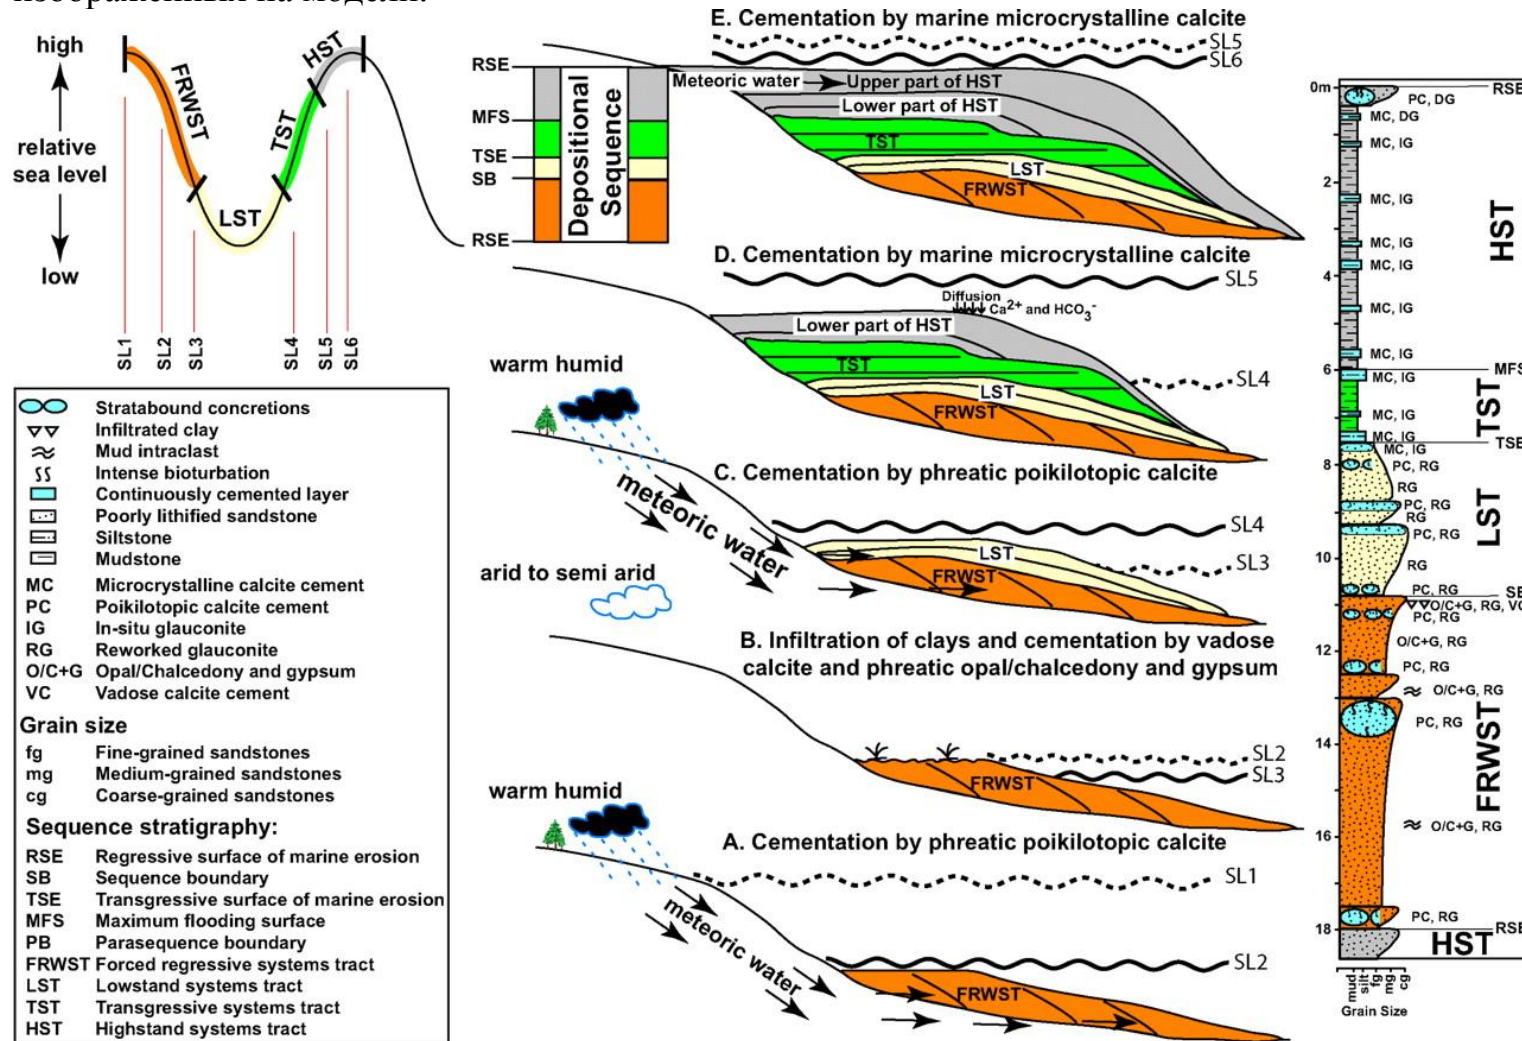 изображенных на модели.
high
relative
sea level
low
FRWST
LST
TST
HST
SL1
SL2
SL3
SL4
SL5
SL6
Stratabound concretions
Infiltrated clay
Mud intraclast
Intense bioturbation
Continuously cemented layer
Poorly lithified sandstone
Siltstone
Mudstone
MC Microcrystalline calcite cement
PC Poikilotopic calcite cement
IG In-situ glauconite
RG Reworked glauconite
O/C+G Opal/Chalcedony and gypsum
VC Vadose calcite cement
Grain size
fg Fine-grained sandstones
mg Medium-grained sandstones
cg Coarse-grained sandstones
Sequence stratigraphy:
RSE Regressive surface of marine erosion
SB Sequence boundary
TSE Transgressive surface of marine erosion
MFS Maximum flooding surface
PB Parasequence boundary
FRWST Forced regressive systems tract
LST Lowstand systems tract
TST Transgressive systems tract
HST Highstand systems tract
RSE
MFS
TSE
SB
RSE
Depositional
Sequence
E. Cementation by marine microcrystalline calcite
SL5
SL6
Meteoric water
Upper part of HST
Lower part of HST
TST
LST
FRWST
D. Cementation by marine microcrystalline calcite
SL5
Diffusion
Ca2+ and HCO3-
Lower part of HST
TST
SL4
LST
FRWST
warm humid
meteoric water
C. Cementation by phreatic poikilotopic calcite
SL4
LST
SL3
FRWST
arid to semi arid
B. Infiltration of clays and cementation by vadose
calcite and phreatic opal/chalcedony and gypsum
SL2
SL3
FRWST
warm humid
meteoric water
A. Cementation by phreatic poikilotopic calcite
SL1
SL2
FRWST
0m
RSE
PC, DG
MC, DG
MC, IG
2
MC, IG
MC, IG
4
MC, IG
MC, IG
MC, IG
HST
6
MFS
MC, IG
MC, IG
TST
MC, IG
TSE
MC, IG
8
PC, RG
RG
PC, RG
RG
PC, RG
LST
10
RG
PC, RG
SB
O/C+G, RG, VC
PC, RG
12
O/C+G, RG
PC, RG
O/C+G, RG
PC, RG
14
FRWST
16
O/C+G, RG
PC, RG
18
RSE
HST
mud
silt
fg
mg
cg
Grain Size